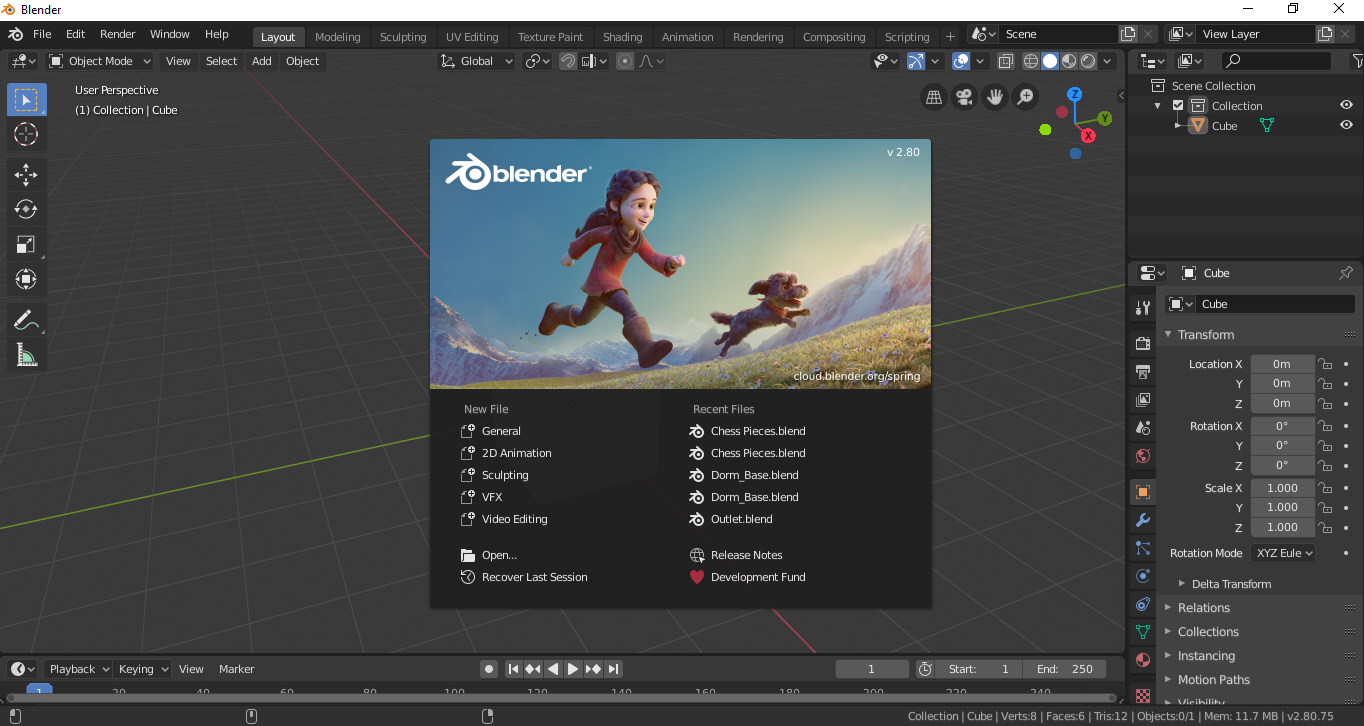 Blender
File Edit Render Window Help Layout Modeling Sculpting UV Editing Texture Paint Shading Animation Rendering Compositing Scripting + Scene View Layer
Object Mode View Select Add Object Global
User Perspective
(1) Collection | Cube
Z
Y
X
Scene Collection
Collection
Cube
blender
v 2.80
cloud.blender.org/spring
New File
General
2D Animation
Sculpting
VFX
Video Editing
Open...
Recover Last Session
Recent Files
Chess Pieces.blend
Chess Pieces.blend
Dorm_Base.blend
Dorm_Base.blend
Outlet.blend
Release Notes
Development Fund
Cube
Cube
Transform
Location X 0m
Y 0m
Z 0m
Rotation X 0°
Y 0°
Z 0°
Scale X 1.000
Y 1.000
Z 1.000
Rotation Mode XYZ Eule
Delta Transform
Relations
Collections
Instancing
Motion Paths
Visibility
Playback Keying View Marker 1 Start: 1 End: 250
1 20 40 60 80 100 120 140 160 180 200 220 240
Collection | Cube | Verts:8 | Faces:6 | Tris:12 | Objects:0/1 | Mem: 11.7 MB | v2.80.75